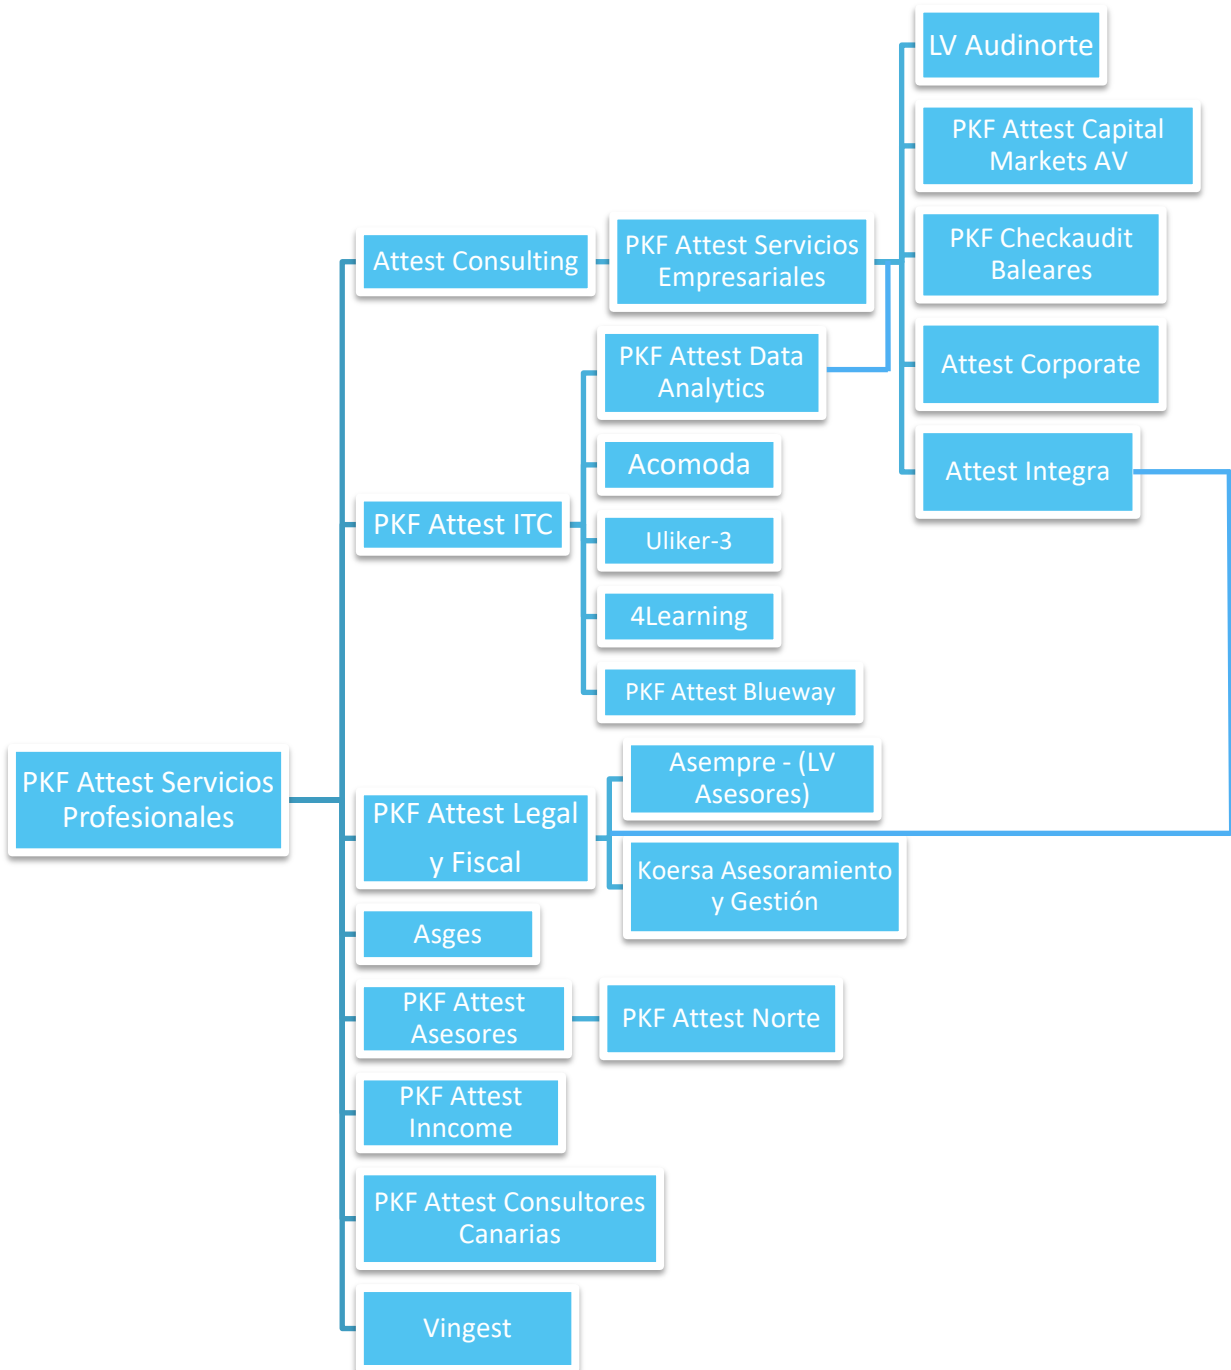 LV Audinorte
PKF Attest Capital
Markets AV
PKF Checkaudit
Baleares
Attest Corporate
Attest Integra
Attest Consulting
PKF Attest Servicios
Empresariales
PKF Attest Data
Analytics
Acomoda
Uliker-3
4Learning
PKF Attest Blueway
PKF Attest ITC
PKF Attest Servicios
Profesionales
PKF Attest Legal
y Fiscal
Asempre - (LV
Asesores)
Koersa Asesoramiento
y Gestión
Asges
PKF Attest
Asesores
PKF Attest Norte
PKF Attest
Inncome
PKF Attest Consultores
Canarias
Vingest